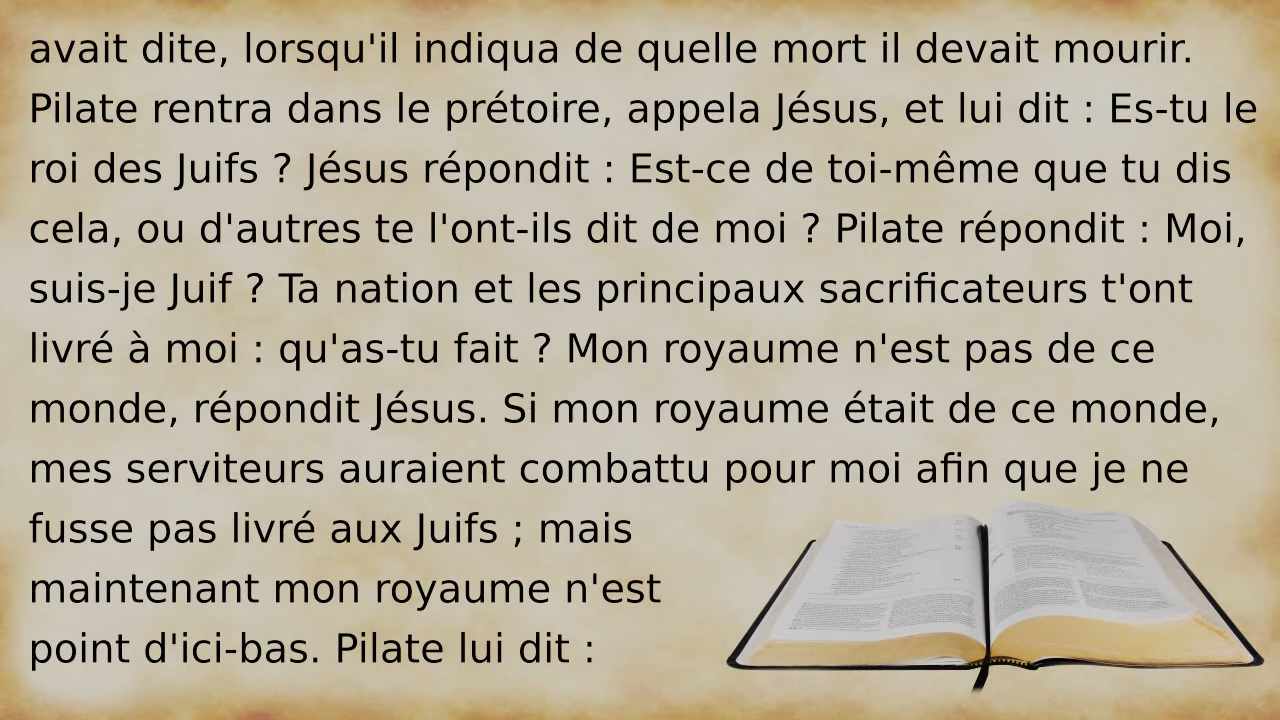 avait dite, lorsqu'il indiqua de quelle mort il devait mourir.
Pilate rentra dans le prétoire, appela Jésus, et lui dit : Es-tu le
roi des Juifs ? Jésus répondit : Est-ce de toi-même que tu dis
cela, ou d'autres te l'ont-ils dit de moi ? Pilate répondit : Moi,
suis-je Juif ? Ta nation et les principaux sacrificateurs t'ont
livré à moi : qu'as-tu fait ? Mon royaume n'est pas de ce
monde, répondit Jésus. Si mon royaume était de ce monde,
mes serviteurs auraient combattu pour moi afin que je ne
fusse pas livré aux Juifs ; mais
maintenant mon royaume n'est
point d'ici-bas. Pilate lui dit :